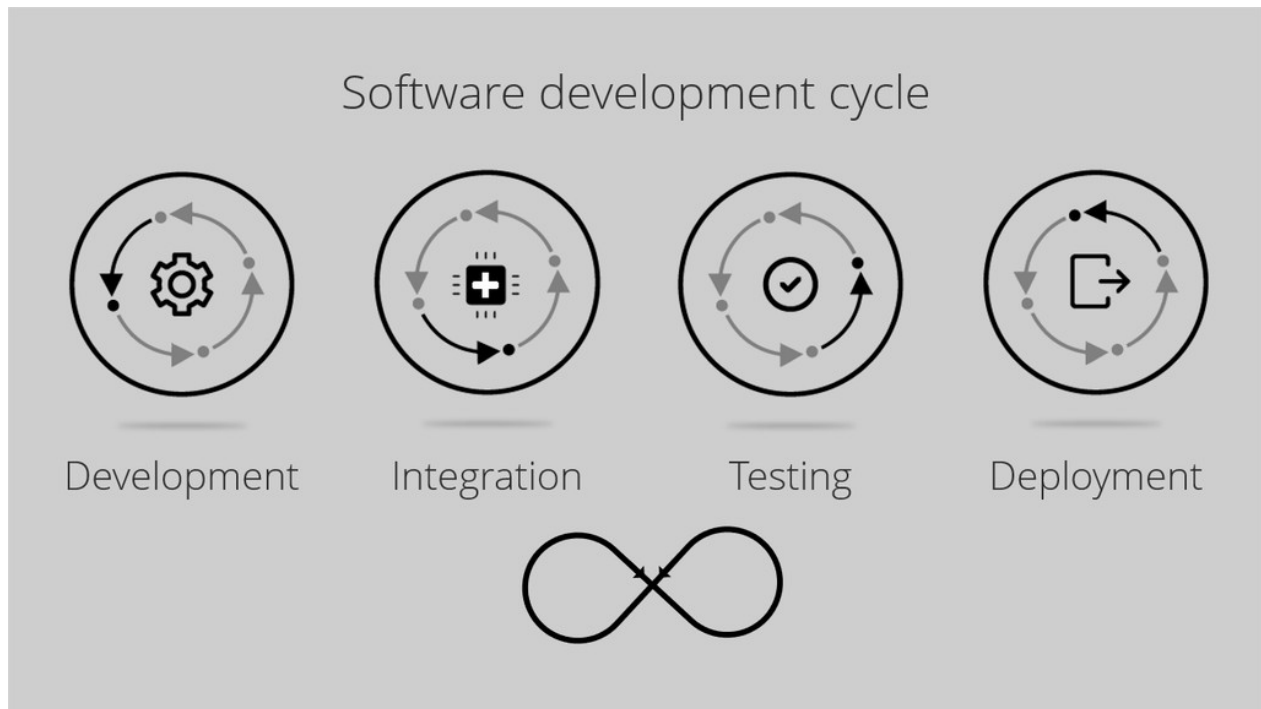 Software development cycle
Development
Integration
Testing
Deployment